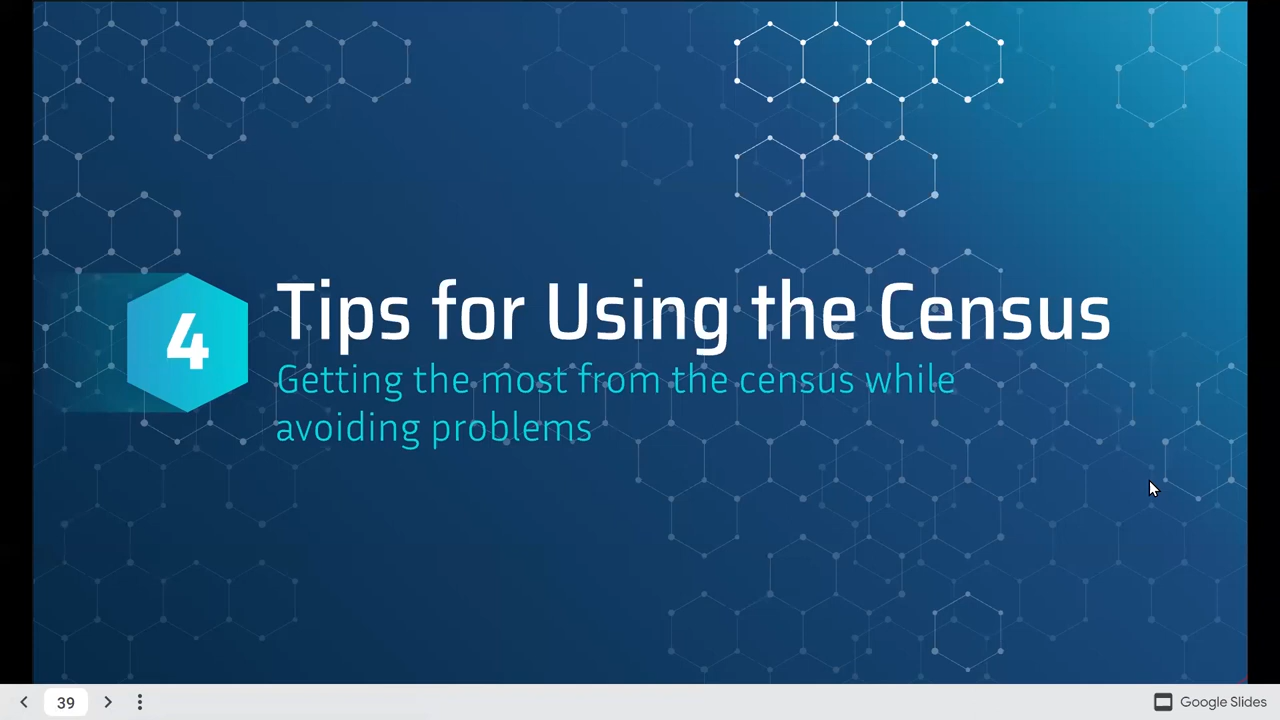 4
Tips for Using the Census
Getting the most from the census while
avoiding problems
39
Google Slides